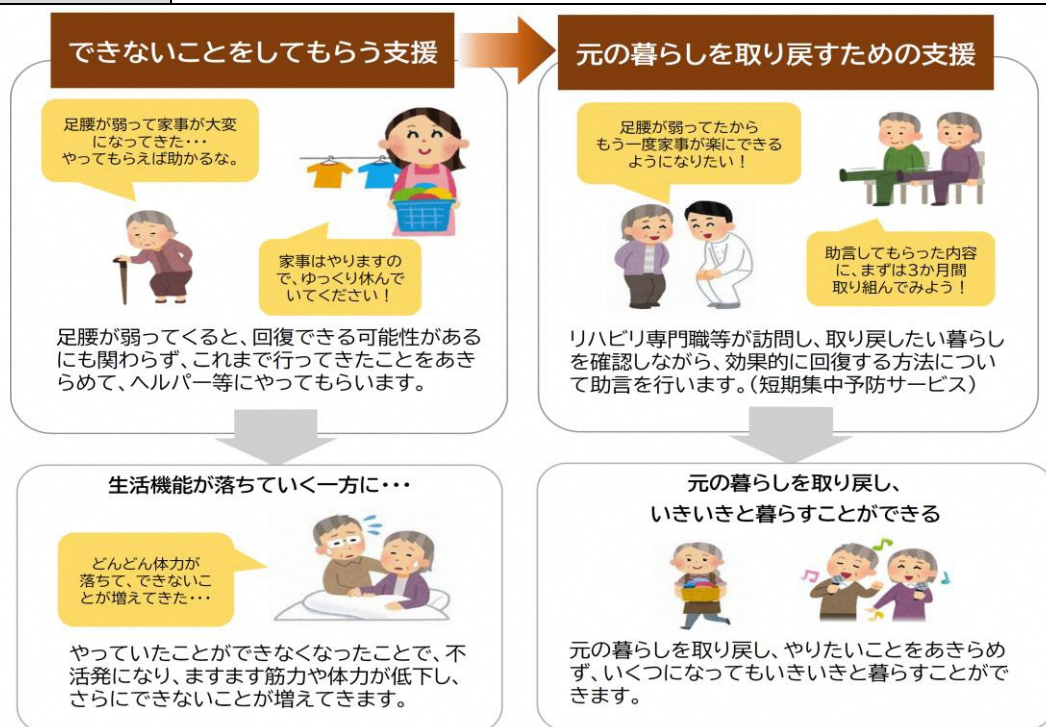 できないことをしてもらう支援
足腰が弱って家事が大変
になってきた・・・
やってもらえば助かるな。
家事はやりますの
で、ゆっくり休んで
いてください！
足腰が弱ってくると、回復できる可能性がある
にも関わらず、これまで行ってきたことをあき
らめて、ヘルパー等にやってもらいます。
生活機能が落ちていく一方に・・・
どんどん体力が
落ちて、できないこ
とが増えてきた・・・
やっていたことができなくなったことで、不
活発になり、ますます筋力や体力が低下し、
さらにできないことが増えてきます。
元の暮らしを取り戻すための支援
足腰が弱ってたから
もう一度家事が楽にできる
ようになりたい！
助言してもらった内容
に、まずは3か月間
取り組んでみよう！
リハビリ専門職等が訪問し、取り戻したい暮らし
を確認しながら、効果的に回復する方法につい
て助言を行います。（短期集中予防サービス）
元の暮らしを取り戻し、
いきいきと暮らすことができる
元の暮らしを取り戻し、やりたいことをあきらめ
ず、いくつになってもいきいきと暮らすことがで
きます。